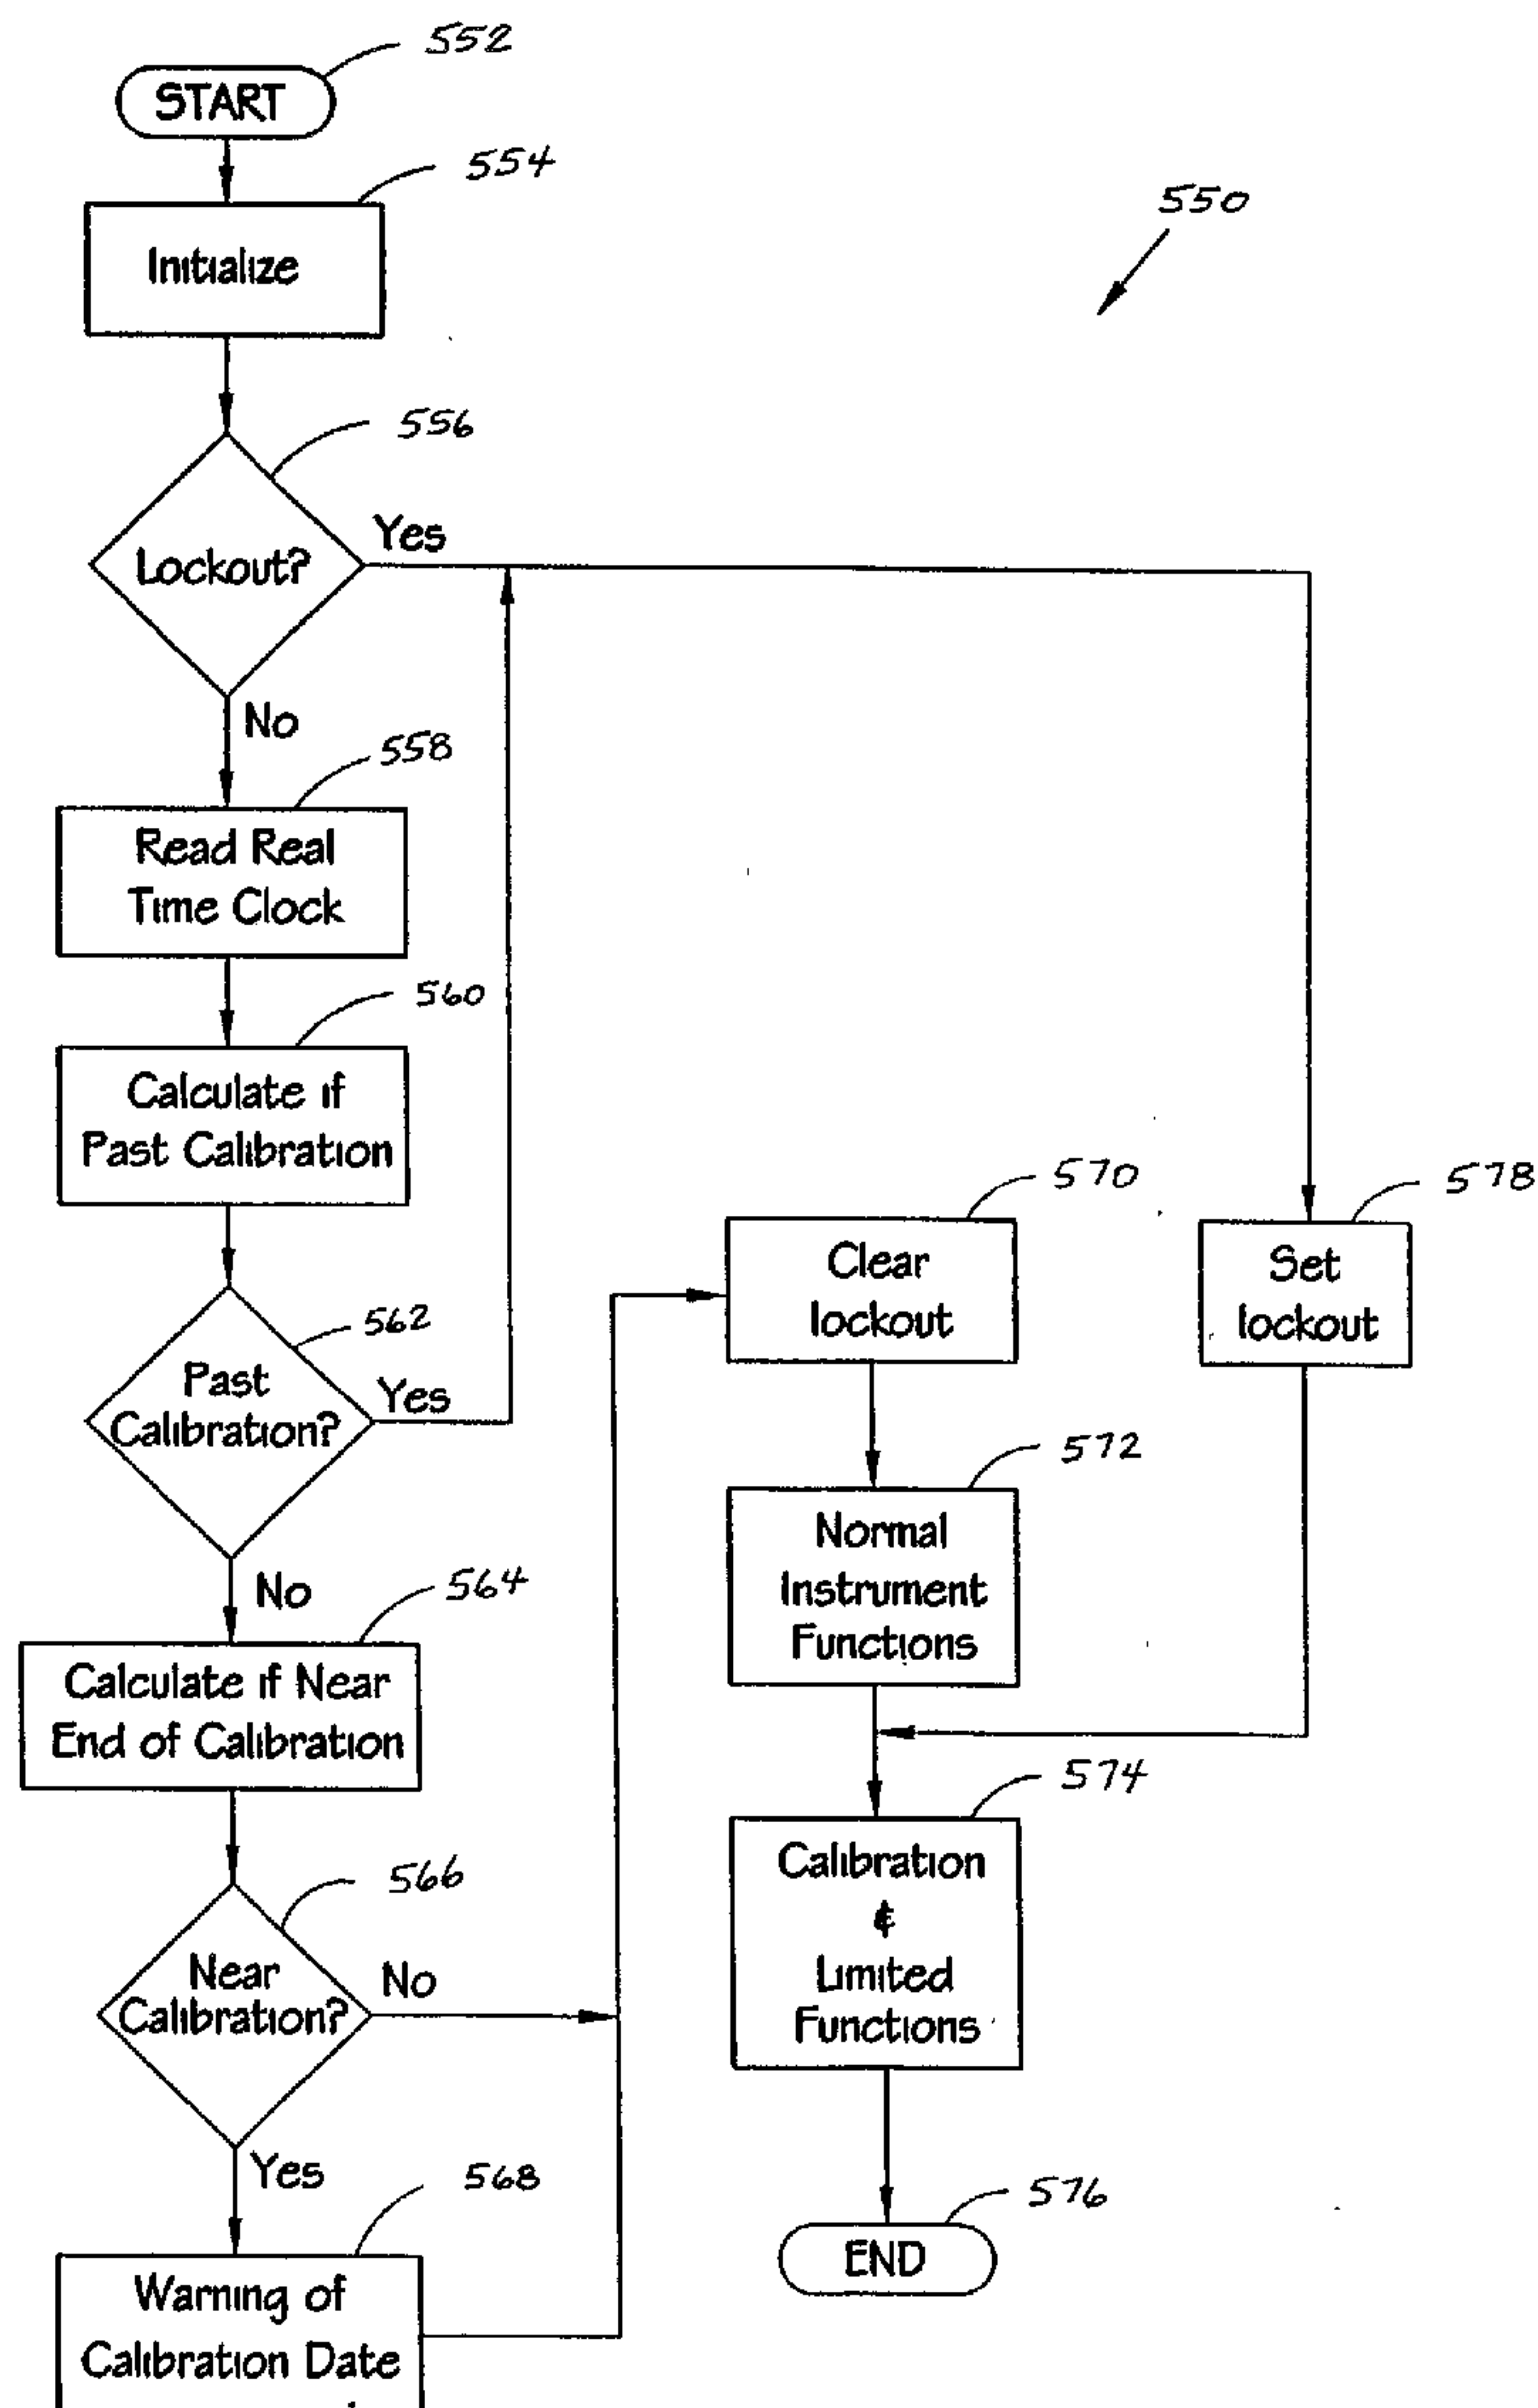 552
START
554
Initialize
550
556
Lockout?
Yes
No
558
Read Real
Time Clock
560
Calculate if
Past Calibration
562
Past
Calibration?
Yes
No
564
Calculate if Near
End of Calibration
566
Near
Calibration?
No
Yes
568
Warning of
Calibration Date
570
Clear
lockout
572
Normal
Instrument
Functions
574
Calibration
&
Limited
Functions
576
END
578
Set
lockout